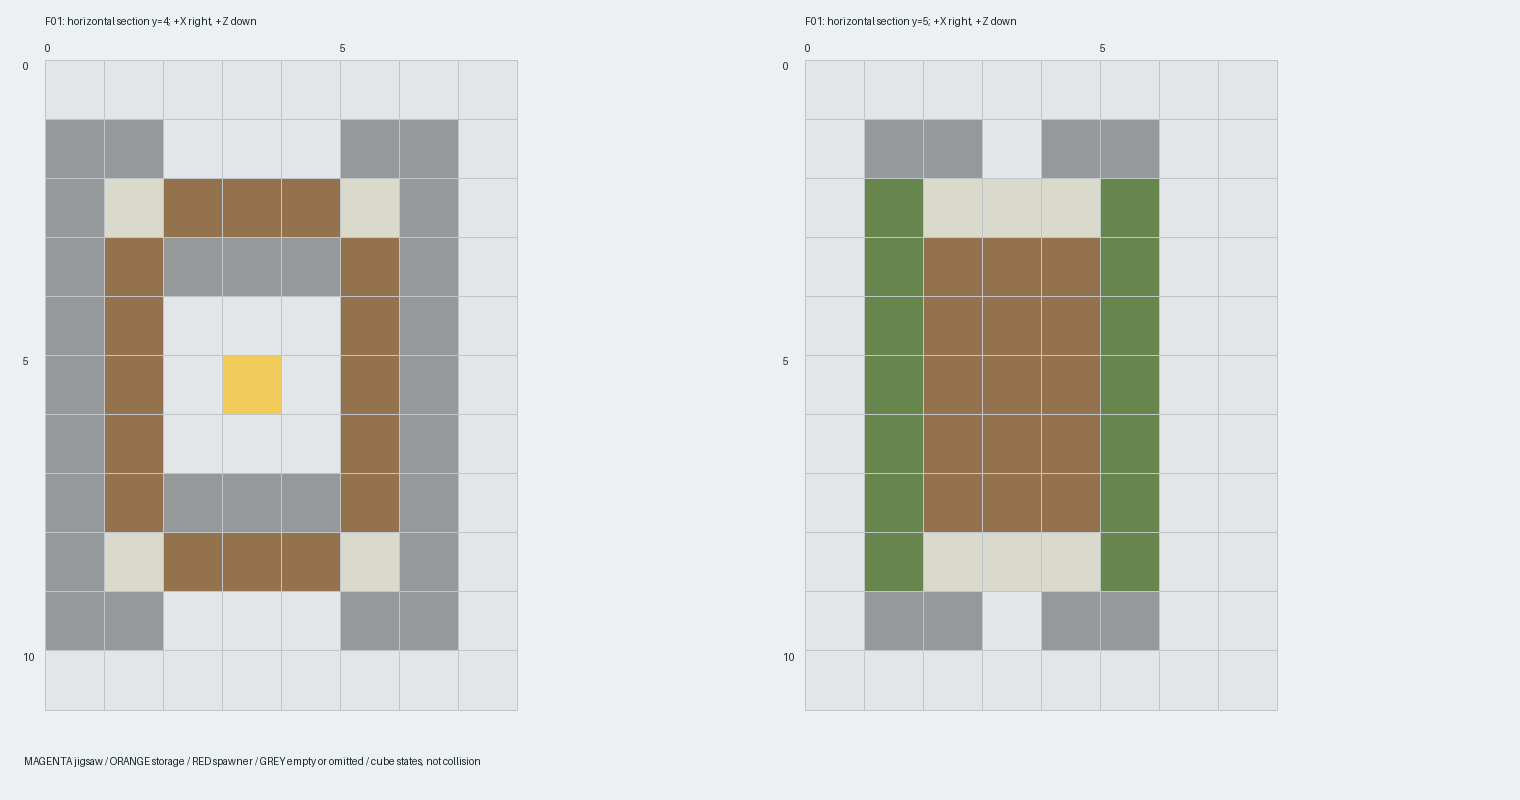 F01: horizontal section y=4; +X right, +Z down
F01: horizontal section y=5; +X right, +Z down
0 5
0 5
0
0
5
5
10
10
MAGENTA jigsaw / ORANGE storage / RED spawner / GREY empty or omitted / cube states, not collision